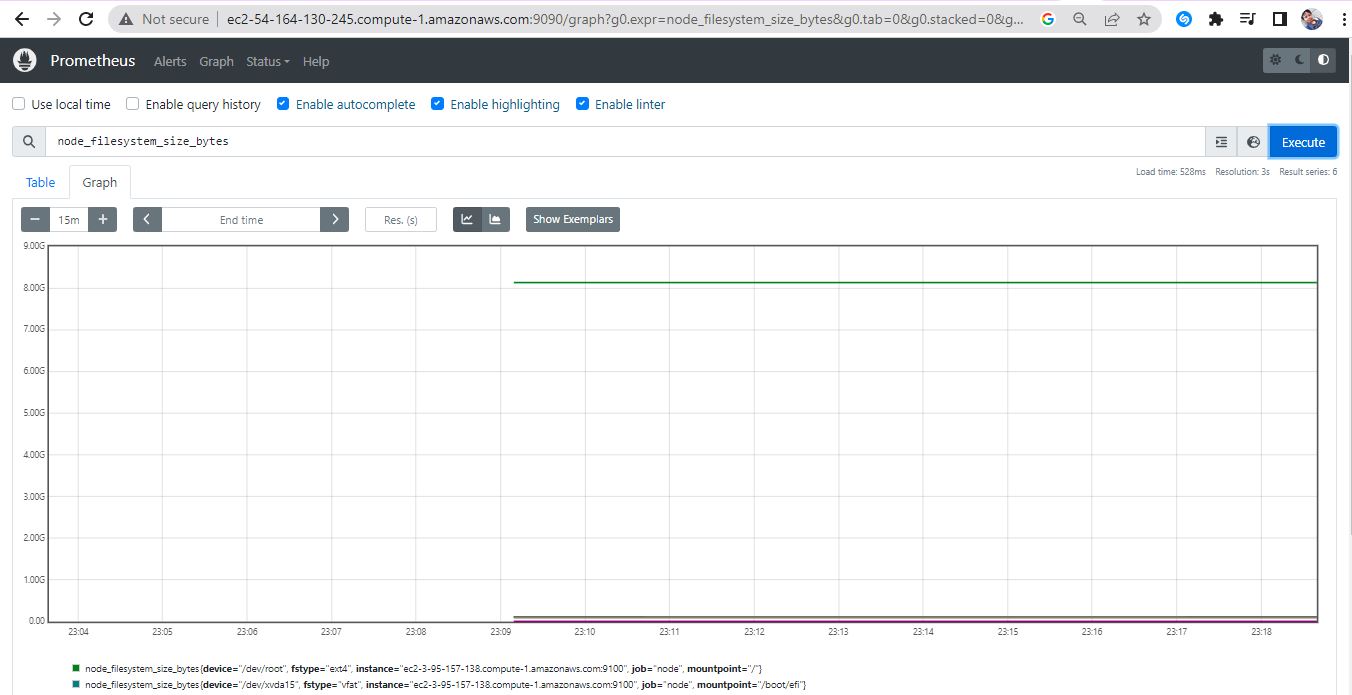 Not secure | ec2-54-164-130-245.compute-1.amazonaws.com:9090/graph?g0.expr=node_filesystem_size_bytes&g0.tab=0&g0.stacked=0&g...
Prometheus Alerts Graph Status Help
Use local time Enable query history Enable autocomplete Enable highlighting Enable linter
node_filesystem_size_bytes Execute
Load time: 528ms Resolution: 3s Result series: 6
Table Graph
− 15m + End time Res. (s) Show Exemplars
9.00G
8.00G
7.00G
6.00G
5.00G
4.00G
3.00G
2.00G
1.00G
0.00
23:04 23:05 23:06 23:07 23:08 23:09 23:10 23:11 23:12 23:13 23:14 23:15 23:16 23:17 23:18
node_filesystem_size_bytes{device="/dev/root", fstype="ext4", instance="ec2-3-95-157-138.compute-1.amazonaws.com:9100", job="node", mountpoint="/"}
node_filesystem_size_bytes{device="/dev/xvda15", fstype="vfat", instance="ec2-3-95-157-138.compute-1.amazonaws.com:9100", job="node", mountpoint="/boot/efi"}